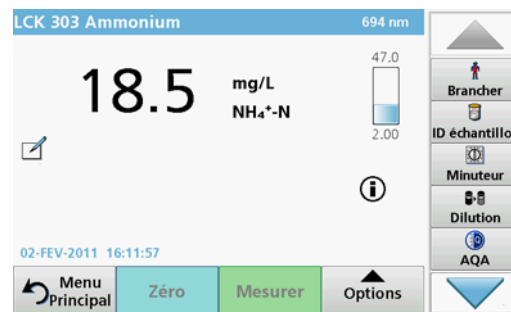 LCK 303 Ammonium 694 nm
47.0
18.5 mg/L
NH₄⁺-N
2.00
i
02-FEV-2011 16:11:57
Menu Principal
Zéro
Mesurer
Options
Brancher
ID échantillo
Minuteur
Dilution
AQA